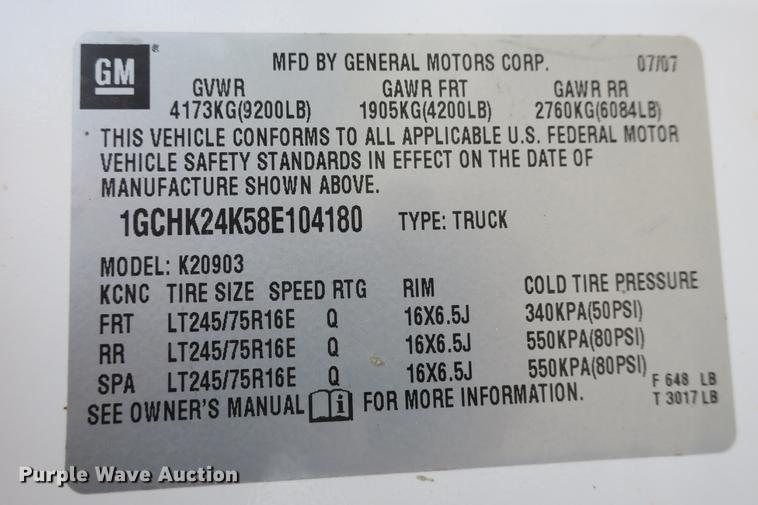 GM® MFD BY GENERAL MOTORS CORP. 07/07
GVWR GAWR FRT GAWR RR
4173KG(9200LB) 1905KG(4200LB) 2760KG(6084LB)
THIS VEHICLE CONFORMS TO ALL APPLICABLE U.S. FEDERAL MOTOR
VEHICLE SAFETY STANDARDS IN EFFECT ON THE DATE OF
MANUFACTURE SHOWN ABOVE.
1GCHK24K58E104180 TYPE: TRUCK
MODEL: K20903
KCNC TIRE SIZE SPEED RTG RIM COLD TIRE PRESSURE
FRT LT245/75R16E Q 16X6.5J 340KPA(50PSI)
RR LT245/75R16E Q 16X6.5J 550KPA(80PSI)
SPA LT245/75R16E Q 16X6.5J 550KPA(80PSI)
F 648 LB
SEE OWNER'S MANUAL i FOR MORE INFORMATION. T 3017 LB
Purple Wave Auction